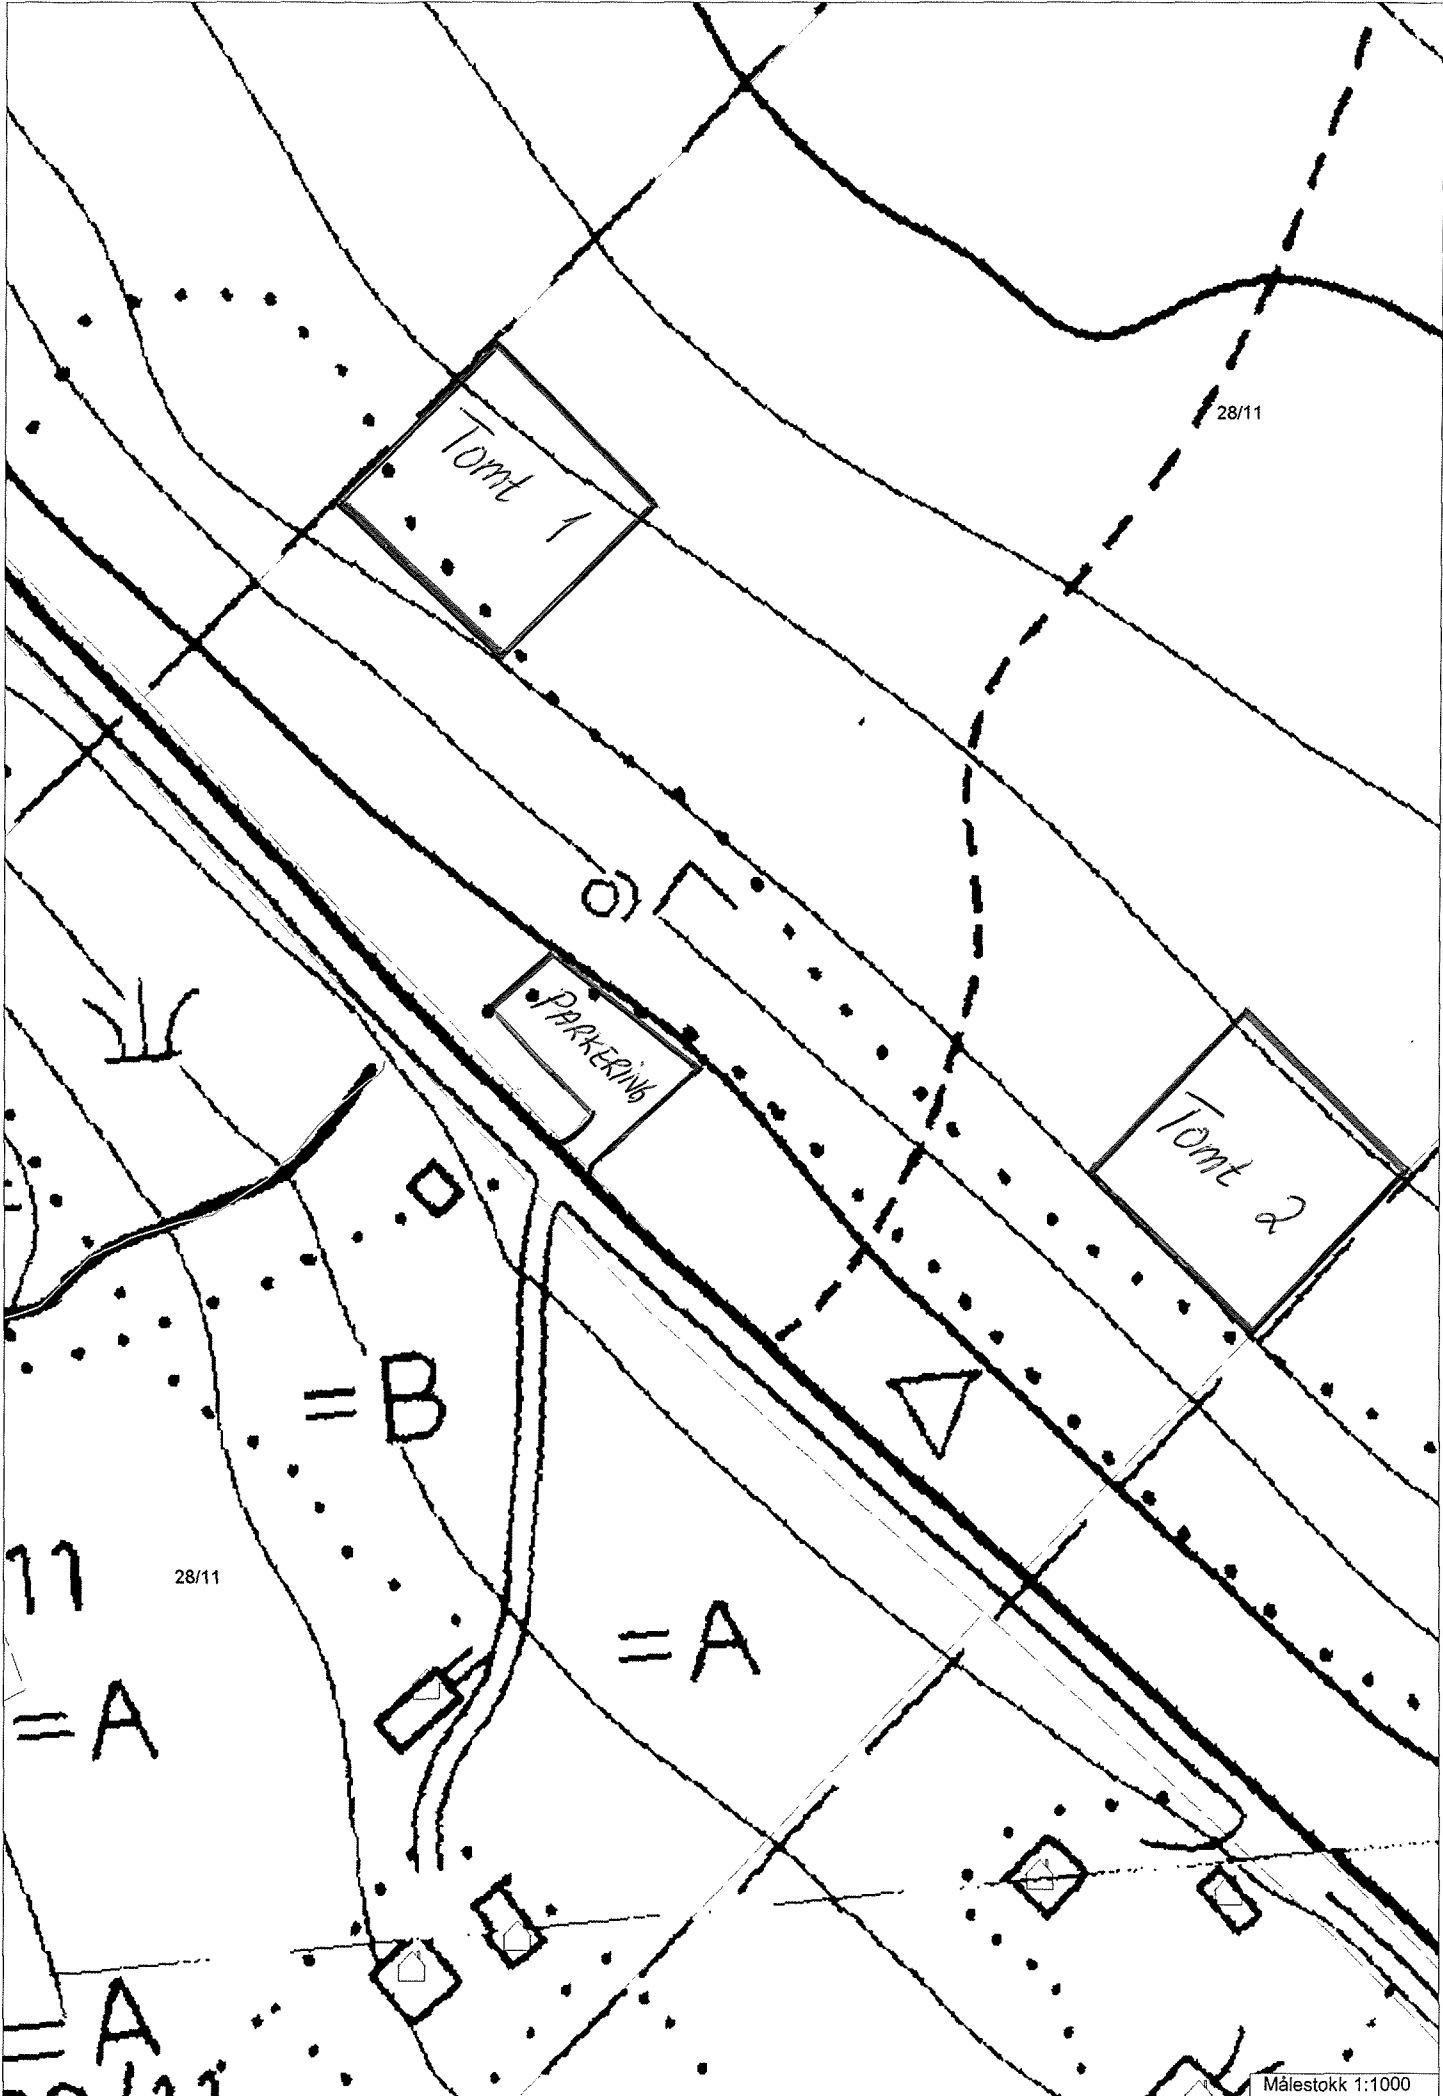 28/11
Tomt
1
PARKERING
Tomt
2
= B
11
28/11
= A
= A
= A
Målestokk 1:1000